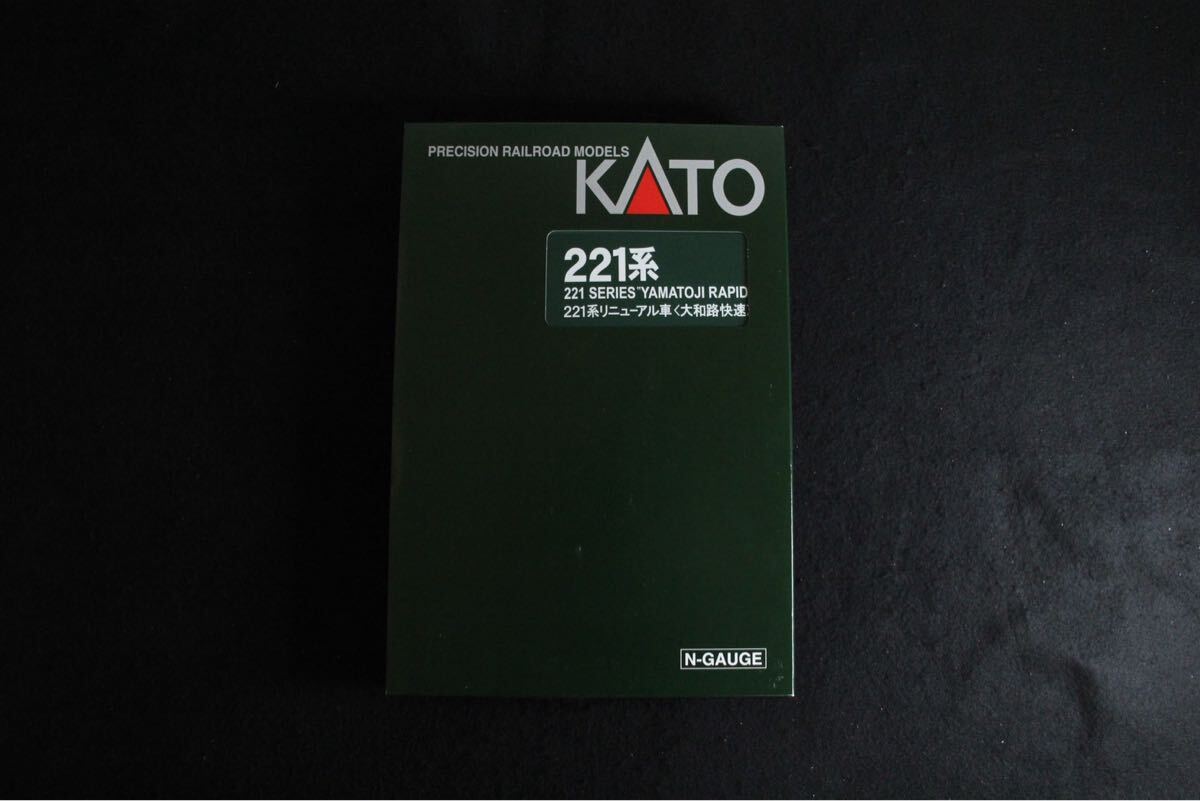 PRECISION RAILROAD MODELS
KATO
221系
221 SERIES"YAMATOJI RAPID
221系リニューアル車〈大和路快速
N-GAUGE